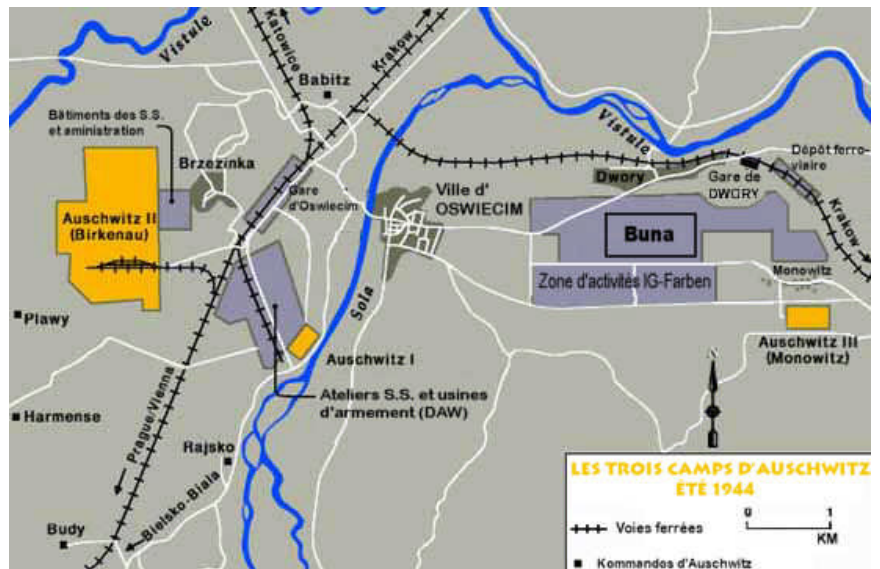 Vistule
Katowice
Krakow
Babitz
Bâtiments des S.S.
et aministration
Brzezinka
Auschwitz II
(Birkenau)
Gare
d'Oswiecim
Ville d'
OSWIECIM
Vistule
Dwory
Gare de
DWORY
Dépôt ferro-
viaire
Krakow
Buna
Zone d'activités IG-Farben
Monowitz
Auschwitz III
(Monowitz)
Sola
Plawy
Auschwitz I
Ateliers S.S. et usines
d'armement (DAW)
Harmense
Prague/Vienna
Rajsko
Bielsko-Biala
Budy
N
LES TROIS CAMPS D'AUSCHWITZ
ÉTÉ 1944
Voies ferrées
0 1
KM
Kommandos d'Auschwitz